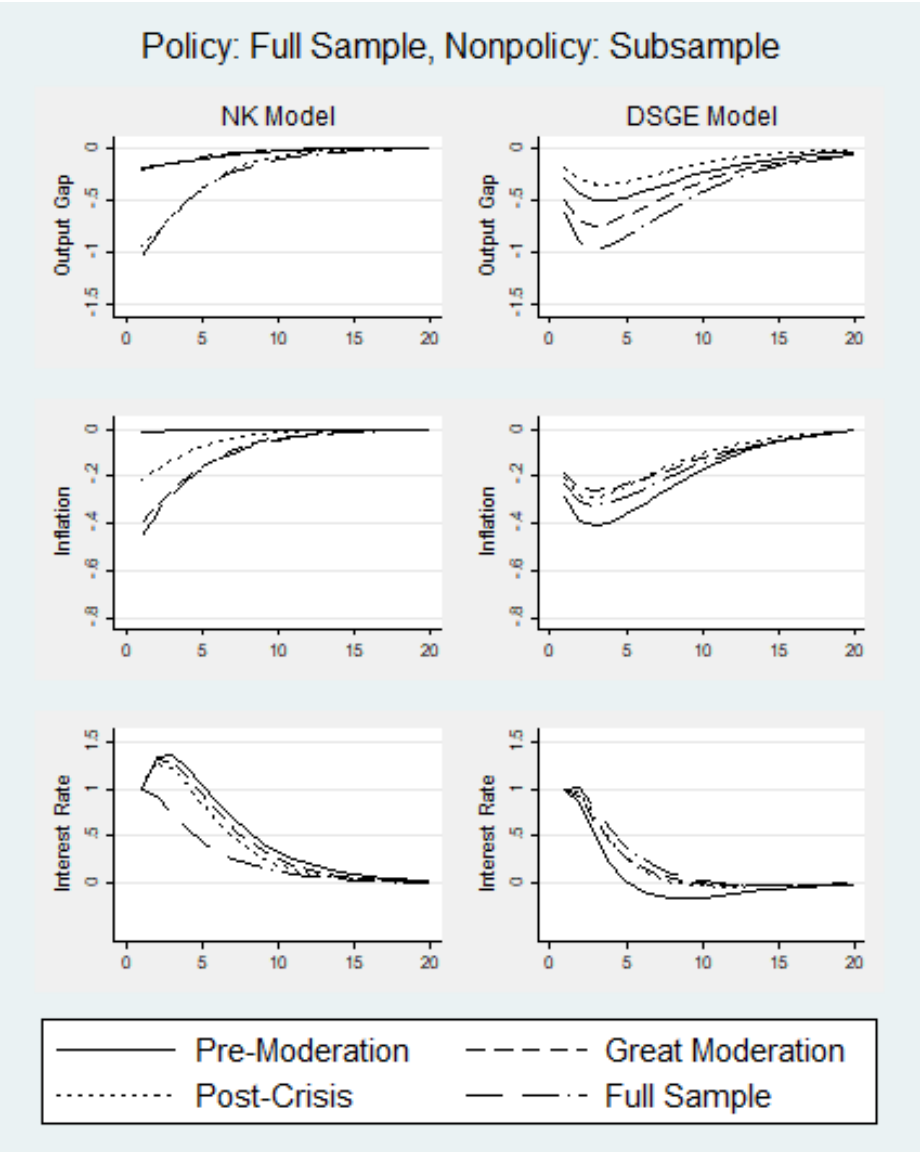 Policy: Full Sample, Nonpolicy: Subsample
NK Model
DSGE Model
Output Gap
0
-.5
-1
-1.5
0 5 10 15 20
Output Gap
0
-.5
-1
-1.5
0 5 10 15 20
Inflation
0
-.2
-.4
-.6
-.8
0 5 10 15 20
Inflation
0
-.2
-.4
-.6
-.8
0 5 10 15 20
Interest Rate
1.5
1
.5
0
0 5 10 15 20
Interest Rate
1.5
1
.5
0
0 5 10 15 20
Pre-Moderation
Great Moderation
Post-Crisis
Full Sample